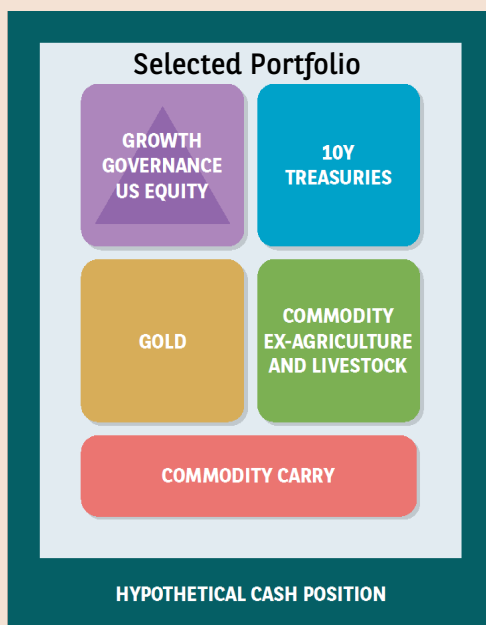 Selected Portfolio
GROWTH
GOVERNANCE
US EQUITY
10Y
TREASURIES
GOLD
COMMODITY
EX-AGRICULTURE
AND LIVESTOCK
COMMODITY CARRY
HYPOTHETICAL CASH POSITION